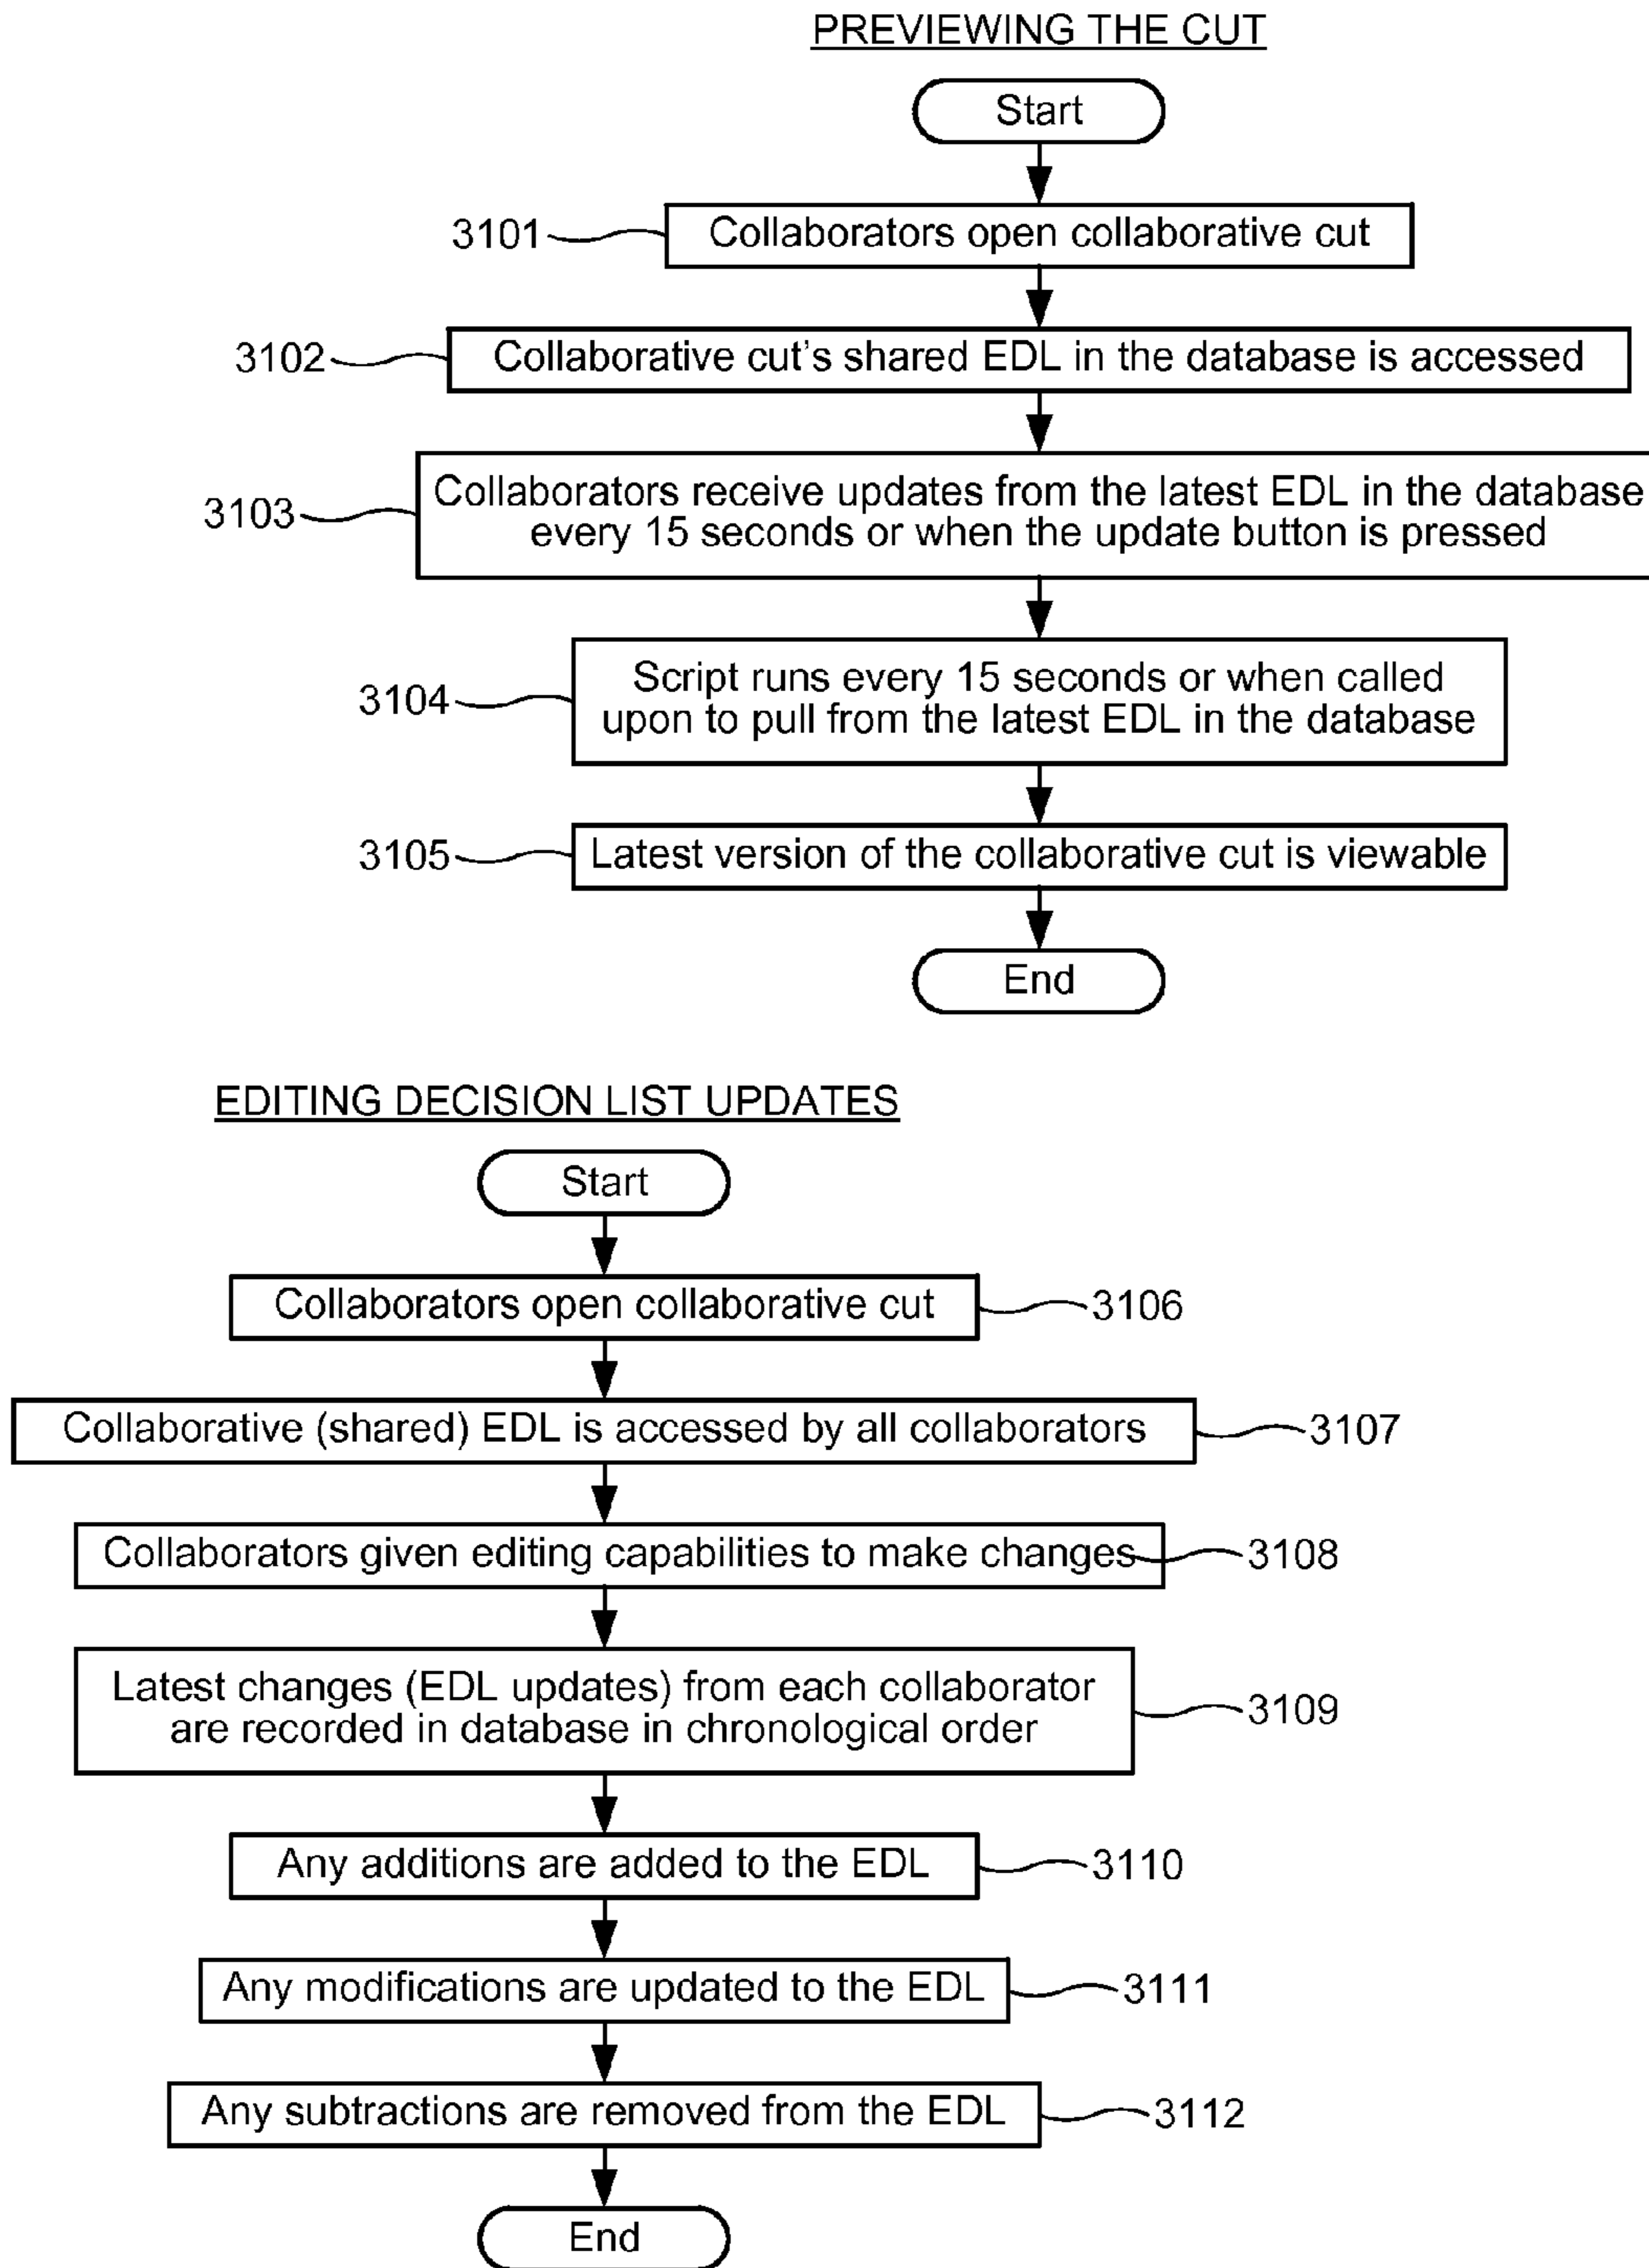 PREVIEWING THE CUT
Start
3101
Collaborators open collaborative cut
3102
Collaborative cut's shared EDL in the database is accessed
3103
Collaborators receive updates from the latest EDL in the database
every 15 seconds or when the update button is pressed
3104
Script runs every 15 seconds or when called
upon to pull from the latest EDL in the database
3105
Latest version of the collaborative cut is viewable
End
EDITING DECISION LIST UPDATES
Start
Collaborators open collaborative cut
3106
Collaborative (shared) EDL is accessed by all collaborators
3107
Collaborators given editing capabilities to make changes
3108
Latest changes (EDL updates) from each collaborator
are recorded in database in chronological order
3109
Any additions are added to the EDL
3110
Any modifications are updated to the EDL
3111
Any subtractions are removed from the EDL
3112
End